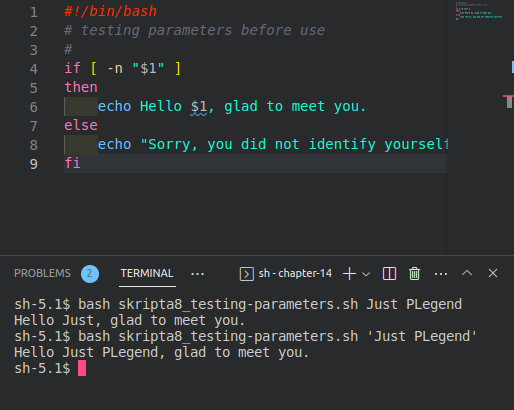 1 #!/bin/bash
2 # testing parameters before use
3 #
4 if [ -n "$1" ]
5 then
6 echo Hello $1, glad to meet you.
7 else
8 echo "Sorry, you did not identify yourself
9 fi
PROBLEMS 2 TERMINAL ... sh - chapter-14
sh-5.1$ bash skripta8_testing-parameters.sh Just PLegend
Hello Just, glad to meet you.
sh-5.1$ bash skripta8_testing-parameters.sh 'Just PLegend'
Hello Just PLegend, glad to meet you.
sh-5.1$